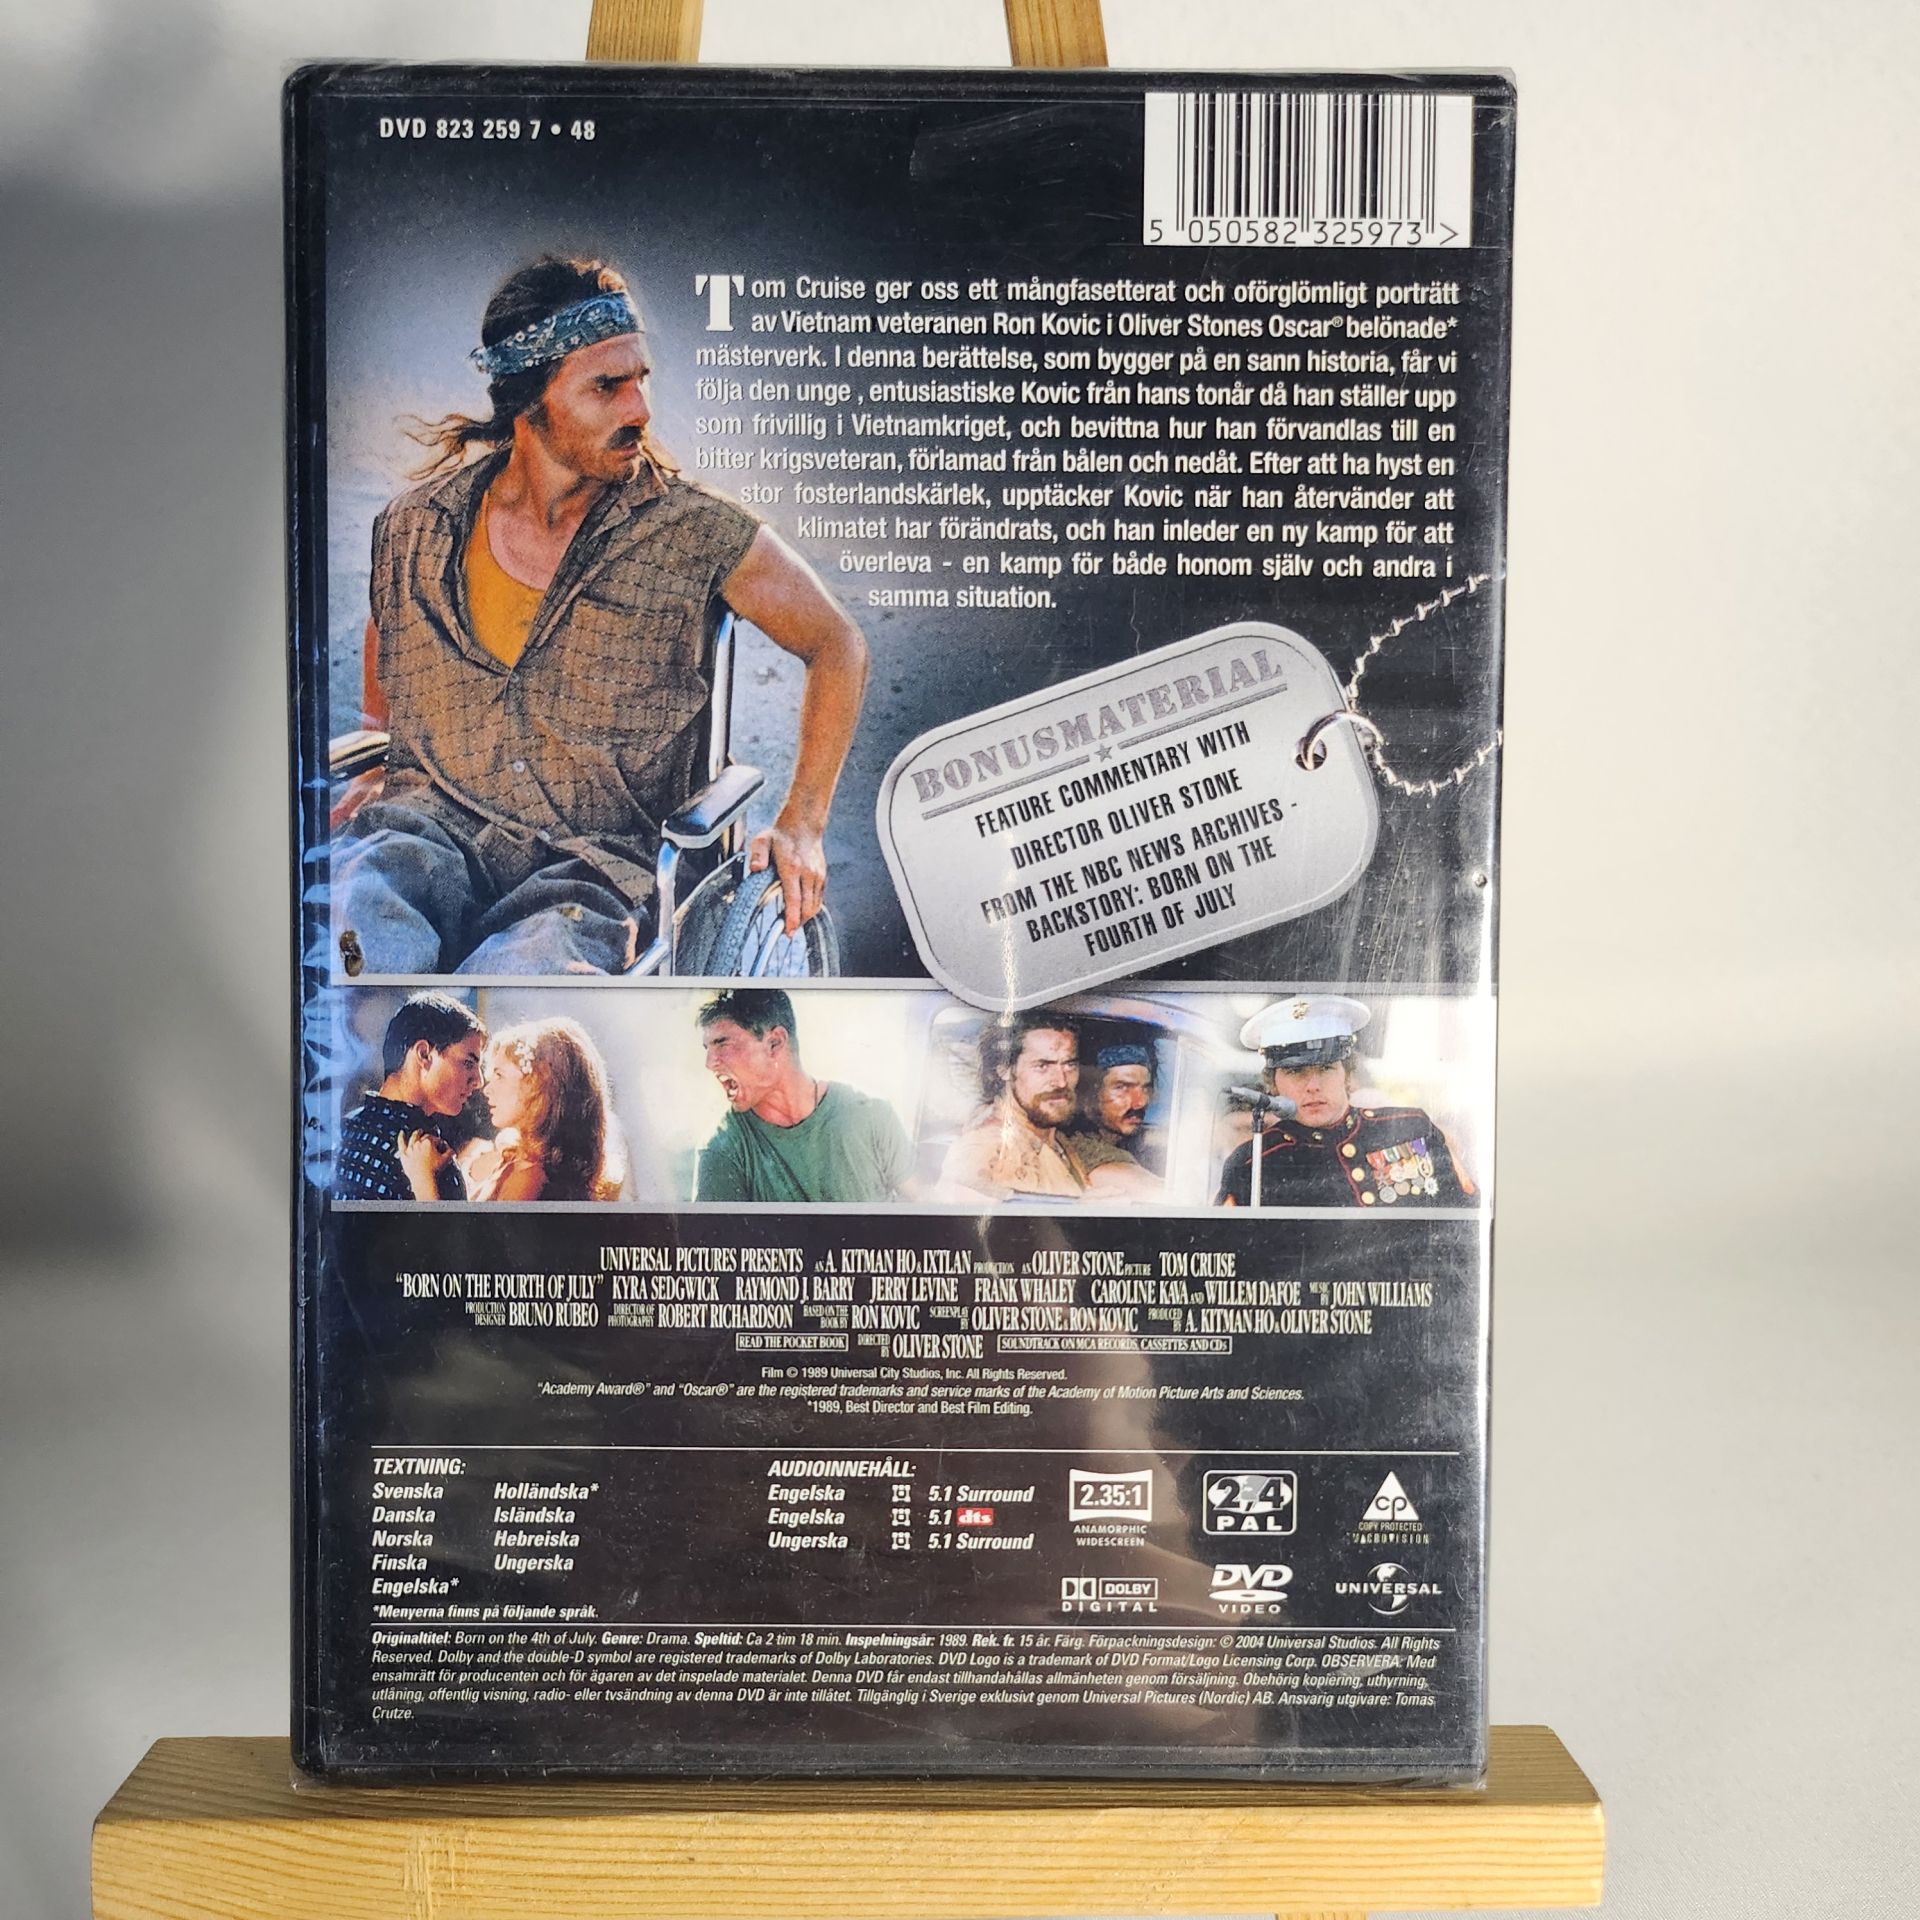 DVD 823 259 7 • 48
5 050582 325973 >
Tom Cruise ger oss ett mångfasetterat och oförglömligt porträtt
av Vietnam veteranen Ron Kovic i Oliver Stones Oscar® belönade*
mästerverk. I denna berättelse, som bygger på en sann historia, får vi
följa den unge , entusiastiske Kovic från hans tonår då han ställer upp
som frivillig i Vietnamkriget, och bevittna hur han förvandlas till en
bitter krigsveteran, förlamad från bålen och nedåt. Efter att ha hyst en
stor fosterlandskärlek, upptäcker Kovic när han återvänder att
klimatet har förändrats, och han inleder en ny kamp för att
överleva - en kamp för både honom själv och andra i
samma situation.
BONUSMATERIAL
FEATURE COMMENTARY WITH
DIRECTOR OLIVER STONE
FROM THE NBC NEWS ARCHIVES -
BACKSTORY: BORN ON THE
FOURTH OF JULY
UNIVERSAL PICTURES PRESENTS AN A. KITMAN HO & IXTLAN PRODUCTION AN OLIVER STONE PICTURE TOM CRUISE
"BORN ON THE FOURTH OF JULY" KYRA SEDGWICK RAYMOND J. BARRY JERRY LEVINE FRANK WHALEY CAROLINE KAVA AND WILLEM DAFOE MUSIC BY JOHN WILLIAMS
PRODUCTION DESIGNER BRUNO RUBEO DIRECTOR OF PHOTOGRAPHY ROBERT RICHARDSON BASED ON THE BOOK BY RON KOVIC SCREENPLAY BY OLIVER STONE & RON KOVIC PRODUCED BY A. KITMAN HO & OLIVER STONE
READ THE POCKET BOOK DIRECTED BY OLIVER STONE SOUNDTRACK ON MCA RECORDS, CASSETTES AND CDs
Film © 1989 Universal City Studios, Inc. All Rights Reserved.
"Academy Award®" and "Oscar®" are the registered trademarks and service marks of the Academy of Motion Picture Arts and Sciences.
*1989, Best Director and Best Film Editing.
TEXTNING:
Svenska Holländska*
Danska Isländska
Norska Hebreiska
Finska Ungerska
Engelska*
*Menyerna finns på följande språk.
AUDIOINNEHÅLL:
Engelska 5.1 Surround
Engelska 5.1 dts
Ungerska 5.1 Surround
2.35:1
ANAMORPHIC
WIDESCREEN
2-4
PAL
CP
COPY PROTECTED
MACROVISION
DOLBY
DIGITAL
DVD
VIDEO
UNIVERSAL
Originaltitel: Born on the 4th of July. Genre: Drama. Speltid: Ca 2 tim 18 min. Inspelningsår: 1989. Rek. fr. 15 år. Färg. Förpackningsdesign: © 2004 Universal Studios. All Rights
Reserved. Dolby and the double-D symbol are registered trademarks of Dolby Laboratories. DVD Logo is a trademark of DVD Format/Logo Licensing Corp. OBSERVERA: Med
ensamrätt för producenten och för ägaren av det inspelade materialet. Denna DVD får endast tillhandahållas allmänheten genom försäljning. Obehörig kopiering, uthyrning,
utlåning, offentlig visning, radio- eller tvsändning av denna DVD är inte tillåtet. Tillgänglig i Sverige exklusivt genom Universal Pictures (Nordic) AB. Ansvarig utgivare: Tomas
Crutze.